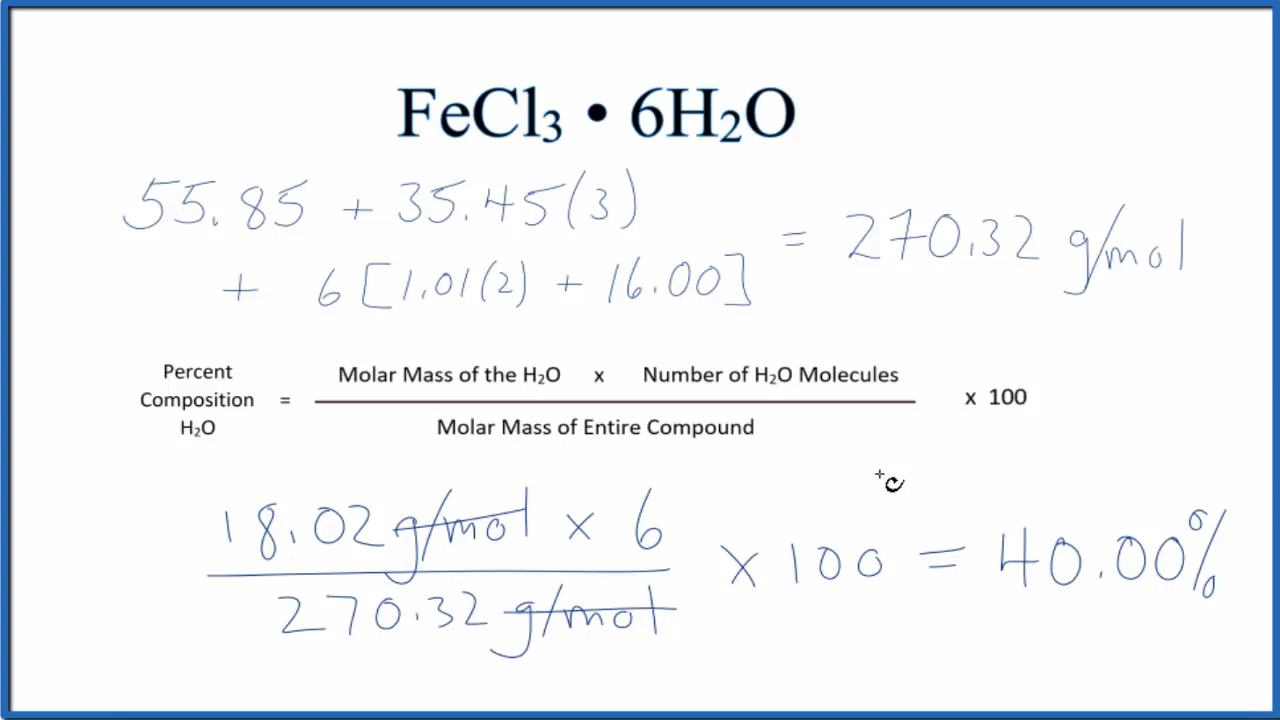 FeCl₃ • 6H₂O
55.85 + 35.45(3)
+ 6[1.01(2) + 16.00]
= 270.32 g/mol
Percent Composition H₂O = Molar Mass of the H₂O x Number of H₂O Molecules
Molar Mass of Entire Compound
x 100
18.02 g/mol x 6
270.32 g/mol
x 100 = 40.00%